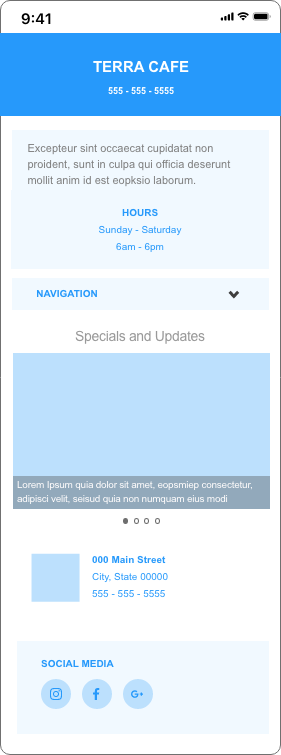 9:41
TERRA CAFE
555 - 555 - 5555
Excepteur sint occaecat cupidatat non
proident, sunt in culpa qui officia deserunt
mollit anim id est eopksio laborum.
HOURS
Sunday - Saturday
6am - 6pm
NAVIGATION
Specials and Updates
Lorem Ipsum quia dolor sit amet, eopsmiep consectetur,
adipisci velit, seisud quia non numquam eius modi
000 Main Street
City, State 00000
555 - 555 - 5555
SOCIAL MEDIA
G+